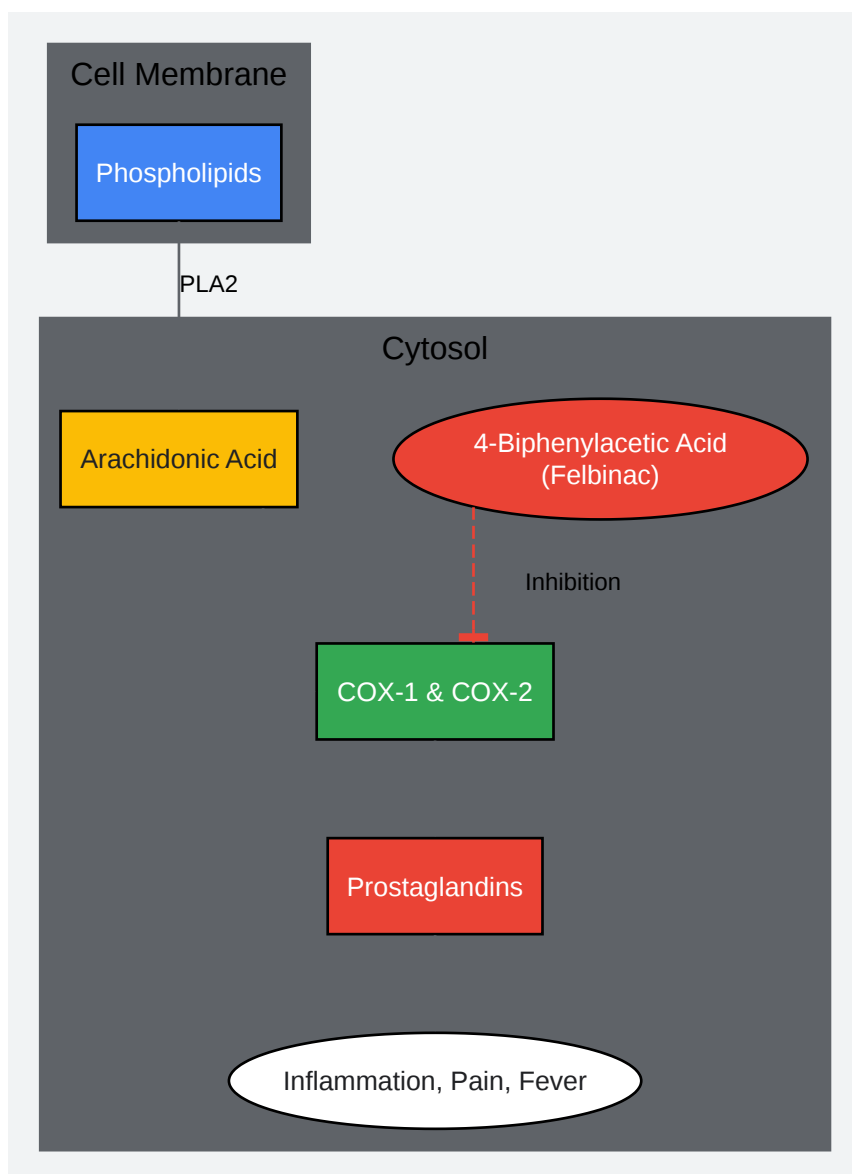 Cell Membrane
Phospholipids
PLA2
Cytosol
Arachidonic Acid
4-Biphenylacetic Acid
(Felbinac)
Inhibition
COX-1 & COX-2
Prostaglandins
Inflammation, Pain, Fever